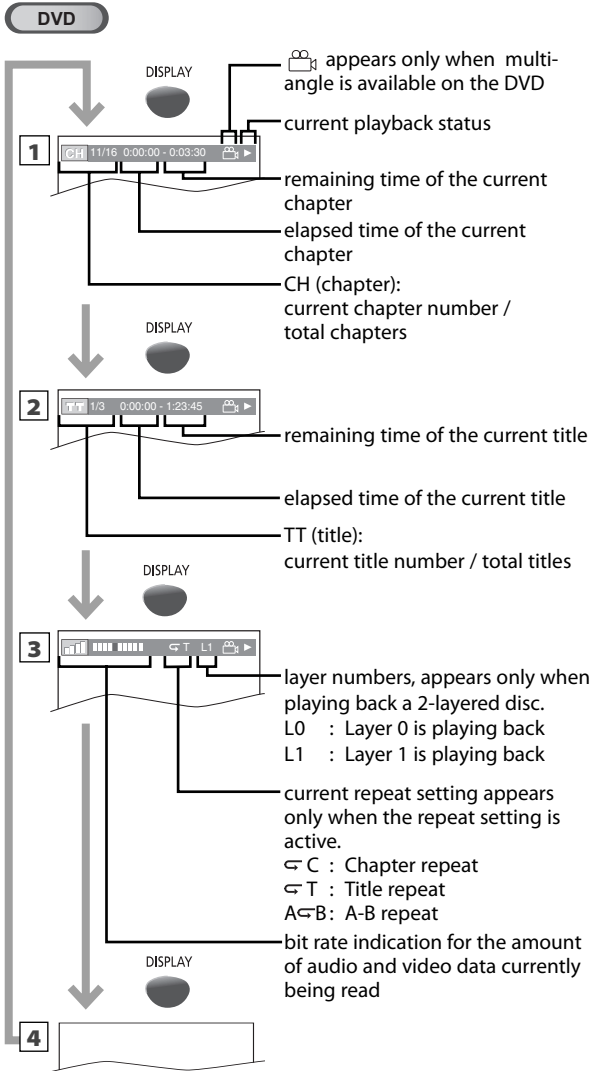 DVD
DISPLAY
appears only when multi-
angle is available on the DVD
current playback status
1
CH 11/16 0:00:00 - 0:03:30
remaining time of the current
chapter
elapsed time of the current
chapter
CH (chapter):
current chapter number /
total chapters
DISPLAY
2
TT 1/3 0:00:00 - 1:23:45
remaining time of the current title
elapsed time of the current title
TT (title):
current title number / total titles
DISPLAY
3
T L1
layer numbers, appears only when
playing back a 2-layered disc.
L0 : Layer 0 is playing back
L1 : Layer 1 is playing back
current repeat setting appears
only when the repeat setting is
active.
C : Chapter repeat
T : Title repeat
A B : A-B repeat
bit rate indication for the amount
of audio and video data currently
being read
DISPLAY
4